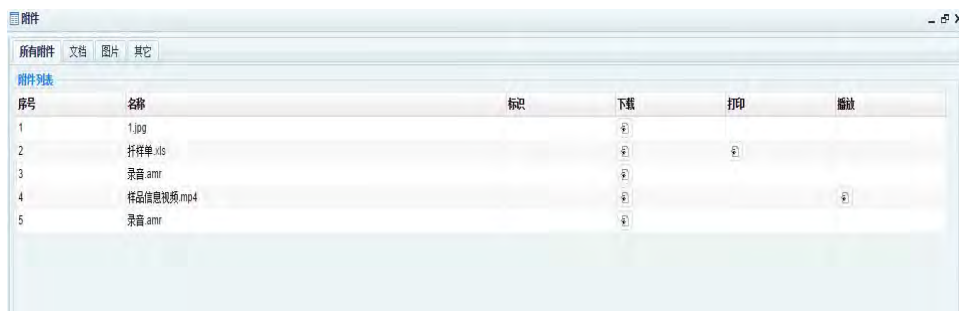 附件
所有附件 文档 图片 其它
附件列表
序号 名称 标识 下载 打印 播放
1 1.jpg
2 扦样单.xls
3 录音.amr
4 样品信息视频.mp4
5 录音.amr